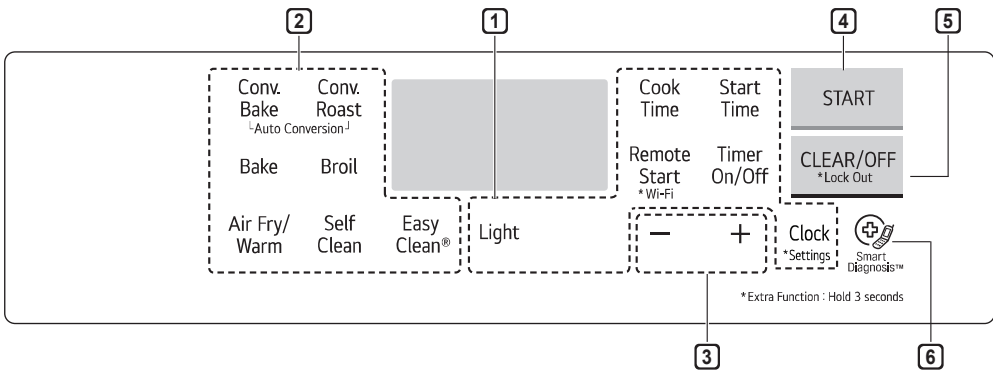 2
1
4
5
Conv. Bake
Conv. Roast
└Auto Conversion┘
Bake
Broil
Air Fry/ Warm
Self Clean
Easy Clean®
Light
Cook Time
Start Time
Remote Start
*Wi-Fi
Timer On/Off
−
+
Clock
*Settings
START
CLEAR/OFF
*Lock Out
Smart Diagnosis™
*Extra Function : Hold 3 seconds
3
6